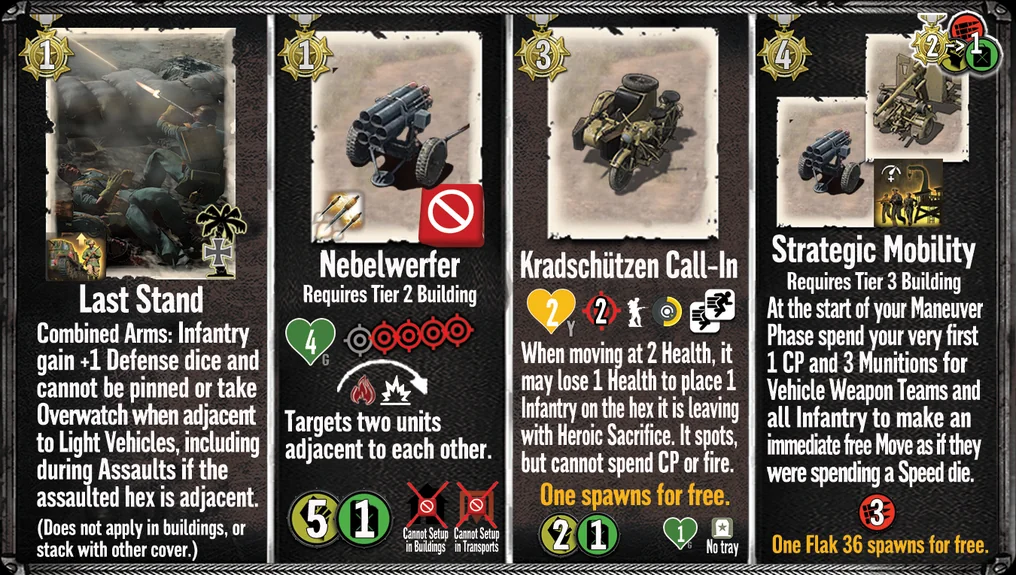 1
Last Stand
Combined Arms: Infantry
gain +1 Defense dice and
cannot be pinned or take
Overwatch when adjacent
to Light Vehicles, including
during Assaults if the
assaulted hex is adjacent.
(Does not apply in buildings, or
stack with other cover.)
1
Nebelwerfer
Requires Tier 2 Building
4
G
Targets two units
adjacent to each other.
5 1
Cannot Setup
in Buildings
Cannot Setup
in Transports
3
Kradschützen Call-In
2
Y
2
When moving at 2 Health, it
may lose 1 Health to place 1
Infantry on the hex it is leaving
with Heroic Sacrifice. It spots,
but cannot spend CP or fire.
One spawns for free.
2 1
1
G
No tray
4
2->1
Strategic Mobility
Requires Tier 3 Building
At the start of your Maneuver
Phase spend your very first
1 CP and 3 Munitions for
Vehicle Weapon Teams and
all Infantry to make an
immediate free Move as if they
were spending a Speed die.
3
One Flak 36 spawns for free.